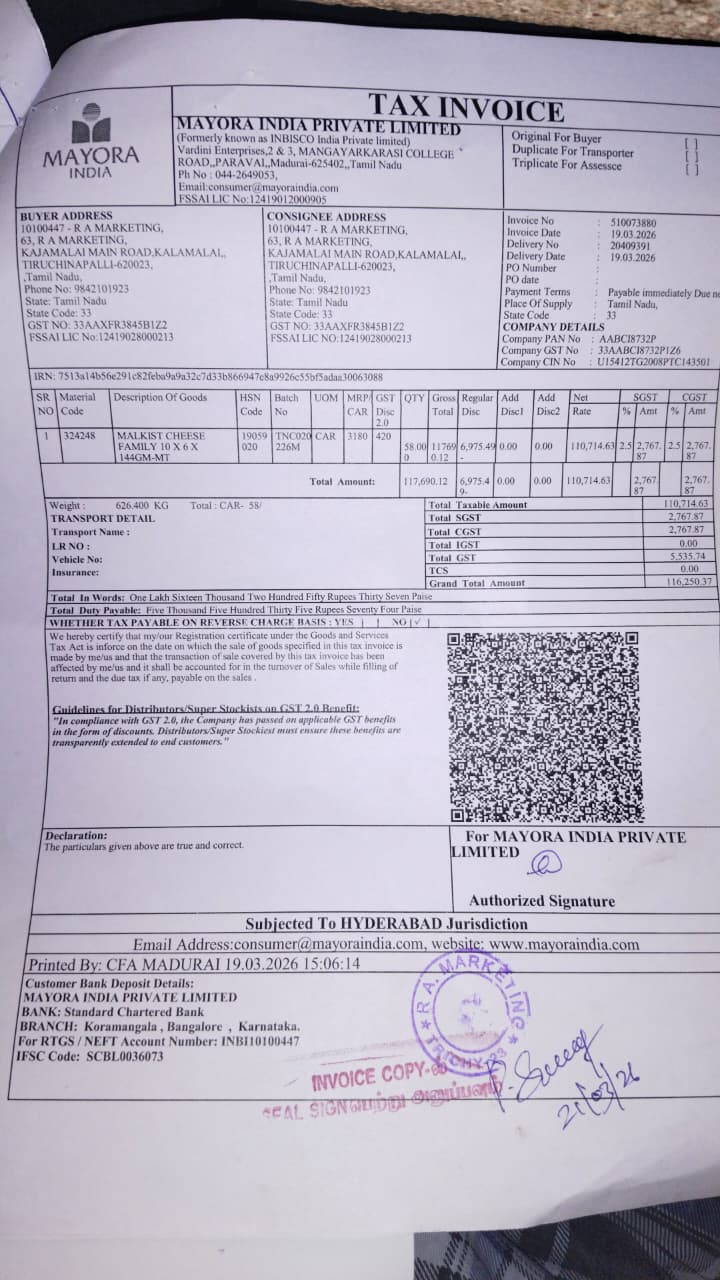 TAX INVOICE
MAYORA
INDIA
MAYORA INDIA PRIVATE LIMITED
(Formerly known as INBISCO India Private limited)
Vardini Enterprises,2 & 3, MANGAYARKARASI COLLEGE
ROAD,,PARAVAI,,Madurai-625402,,Tamil Nadu
Ph No : 044-2649053,
Email:consumer@mayoraindia.com
FSSAI LIC No:12419012000905
Original For Buyer [ ]
Duplicate For Transporter [ ]
Triplicate For Assessce [ ]
BUYER ADDRESS
10100447 - R A MARKETING,
63, R A MARKETING,
KAJAMALAI MAIN ROAD,KALAMALAI,,
TIRUCHINAPALLI-620023,
,Tamil Nadu,
Phone No: 9842101923
State: Tamil Nadu
State Code: 33
GST NO: 33AAXFR3845B1Z2
FSSAI LIC No:12419028000213
CONSIGNEE ADDRESS
10100447 - R A MARKETING,
63, R A MARKETING,
KAJAMALAI MAIN ROAD,KALAMALAI,,
TIRUCHINAPALLI-620023,
,Tamil Nadu,
Phone No: 9842101923
State: Tamil Nadu
State Code: 33
GST NO: 33AAXFR3845B1Z2
FSSAI LIC No:12419028000213
Invoice No : 510073880
Invoice Date : 19.03.2026
Delivery No : 20409391
Delivery Date : 19.03.2026
PO Number :
PO date :
Payment Terms : Payable immediately Due ne
Place Of Supply : Tamil Nadu,
State Code : 33
COMPANY DETAILS
Company PAN No : AABCI8732P
Company GST No : 33AABCI8732P1Z6
Company CIN No : U15412TG2008PTC143501
IRN: 7513a14b56e291c82feba9a9a32c7d33b866947e8a9926c55bf5adaa30063088
SR NO Material Code Description Of Goods HSN Code Batch No UOM MRP/ CAR GST Disc 2.0 QTY Gross Total Regular Disc Add Disc1 Add Disc2 Net Rate SGST % Amt CGST % Amt
1 324248 MALKIST CHEESE FAMILY 10 X 6 X 144GM-MT 19059020 TNC020226M CAR 3180 420 58.000 117690.12 6,975.49- 0.00 0.00 110,714.63 2.5 2,767.87 2.5 2,767.87
Total Amount: 117,690.12 6,975.49- 0.00 0.00 110,714.63 2,767.87 2,767.87
Weight : 626.400 KG Total : CAR- 58/
TRANSPORT DETAIL
Transport Name :
LR NO :
Vehicle No:
Insurance:
Total Taxable Amount 110,714.63
Total SGST 2,767.87
Total CGST 2,767.87
Total IGST 0.00
Total GST 5,535.74
TCS 0.00
Grand Total Amount 116,250.37
Total In Words: One Lakh Sixteen Thousand Two Hundred Fifty Rupees Thirty Seven Paise
Total Duty Payable: Five Thousand Five Hundred Thirty Five Rupees Seventy Four Paise
WHETHER TAX PAYABLE ON REVERSE CHARGE BASIS : YES [ ] NO [√ ]
We hereby certify that my/our Registration certificate under the Goods and Services
Tax Act is inforce on the date on which the sale of goods specified in this tax invoice is
made by me/us and that the transaction of sale covered by this tax invoice has been
affected by me/us and it shall be accounted for in the turnover of Sales while filling of
return and the due tax if any, payable on the sales .
Guidelines for Distributors/Super Stockists on GST 2.0 Benefit:
"In compliance with GST 2.0, the Company has passed on applicable GST benefits
in the form of discounts. Distributors/Super Stockiest must ensure these benefits are
transparently extended to end customers."
Declaration:
The particulars given above are true and correct.
For MAYORA INDIA PRIVATE
LIMITED
Authorized Signature
Subjected To HYDERABAD Jurisdiction
Email Address:consumer@mayoraindia.com, website: www.mayoraindia.com
Printed By: CFA MADURAI 19.03.2026 15:06:14
Customer Bank Deposit Details:
MAYORA INDIA PRIVATE LIMITED
BANK: Standard Chartered Bank
BRANCH: Koramangala , Bangalore , Karnataka.
For RTGS / NEFT Account Number: INBI10100447
IFSC Code: SCBL0036073
R A. MARKETING
TRICHY
INVOICE COPY
SEAL SIGN பெற்று அனுப்பவும்
21/03/26